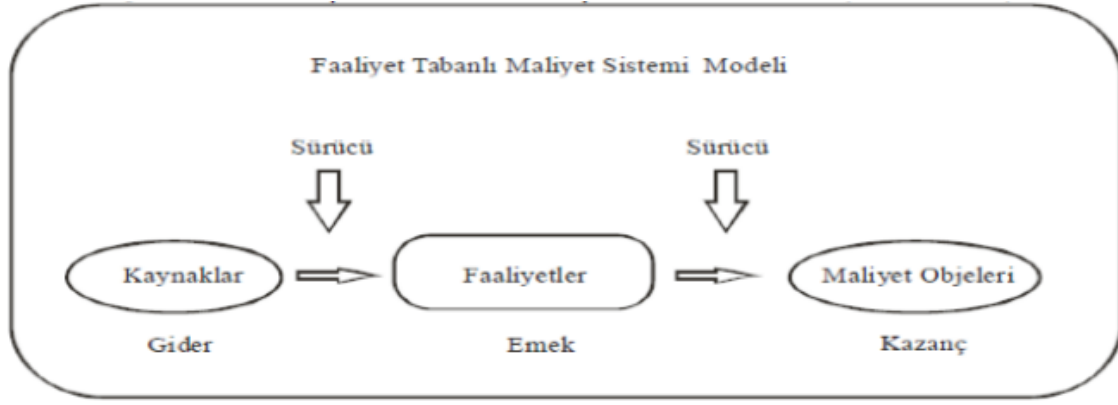 Faaliyet Tabanlı Maliyet Sistemi Modeli
Sürücü Sürücü
Kaynaklar Faaliyetler Maliyet Objeleri
Gider Emek Kazanç